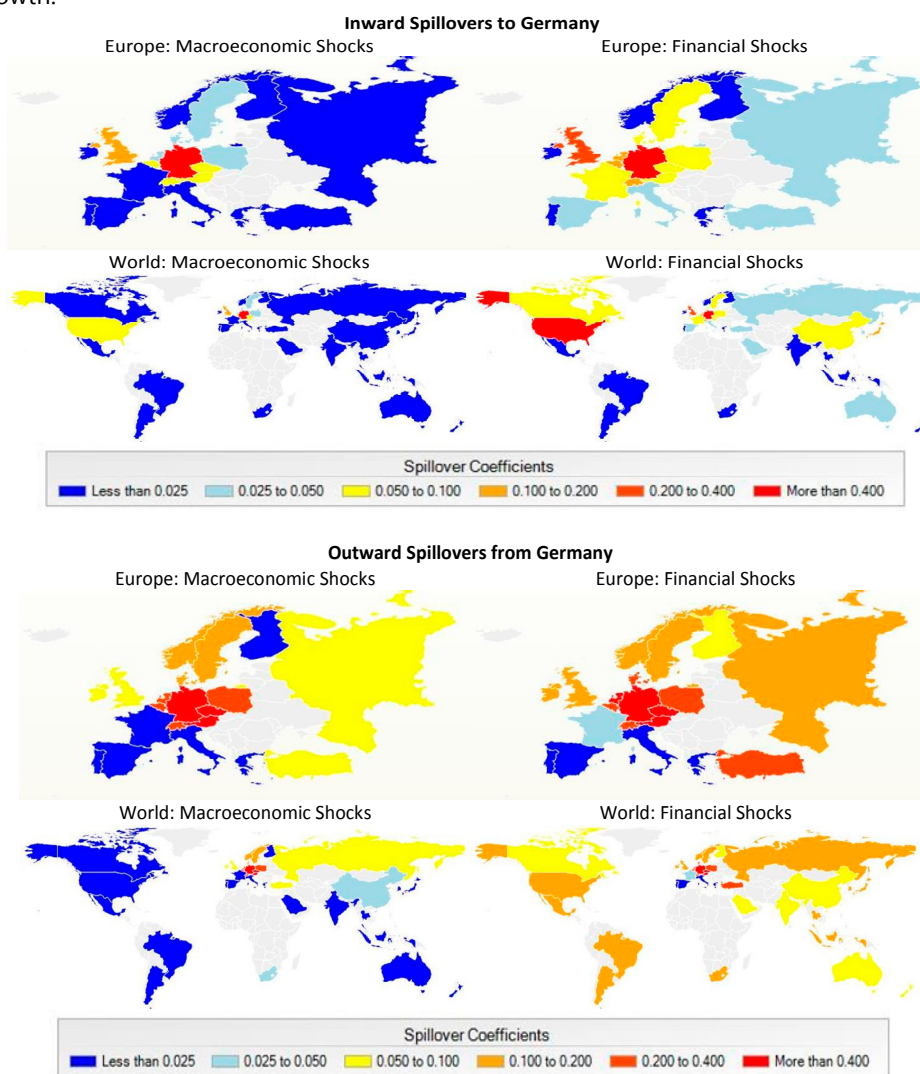 owth.
Inward Spillovers to Germany
Europe: Macroeconomic Shocks Europe: Financial Shocks
World: Macroeconomic Shocks World: Financial Shocks
Spillover Coefficients
Less than 0.025 0.025 to 0.050 0.050 to 0.100 0.100 to 0.200 0.200 to 0.400 More than 0.400
Outward Spillovers from Germany
Europe: Macroeconomic Shocks Europe: Financial Shocks
World: Macroeconomic Shocks World: Financial Shocks
Spillover Coefficients
Less than 0.025 0.025 to 0.050 0.050 to 0.100 0.100 to 0.200 0.200 to 0.400 More than 0.400